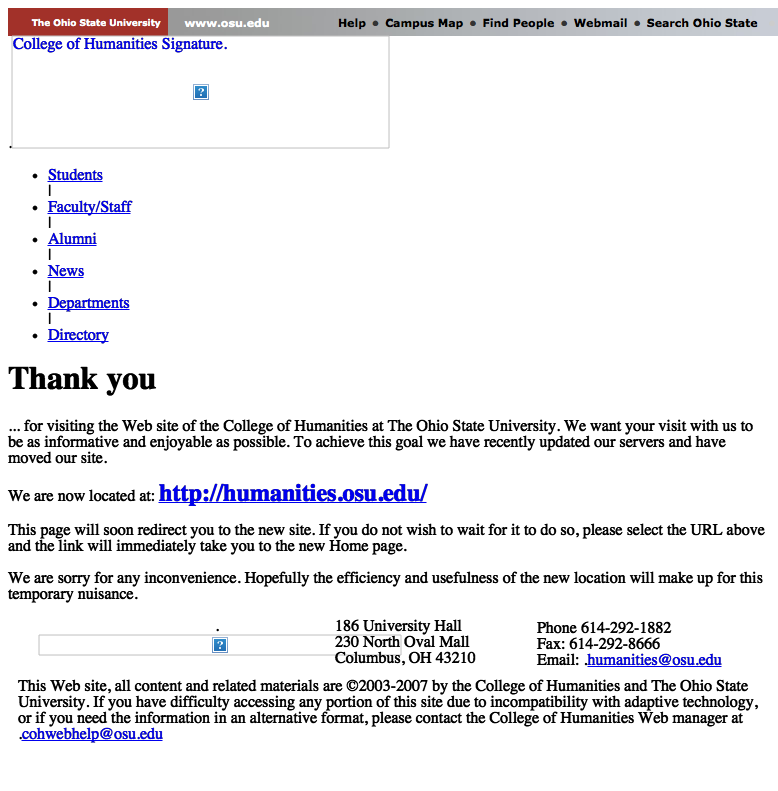 The Ohio State University www.osu.edu Help • Campus Map • Find People • Webmail • Search Ohio State
College of Humanities Signature.
.
• Students
|
• Faculty/Staff
|
• Alumni
|
• News
|
• Departments
|
• Directory
Thank you
... for visiting the Web site of the College of Humanities at The Ohio State University. We want your visit with us to
be as informative and enjoyable as possible. To achieve this goal we have recently updated our servers and have
moved our site.
We are now located at: http://humanities.osu.edu/
This page will soon redirect you to the new site. If you do not wish to wait for it to do so, please select the URL above
and the link will immediately take you to the new Home page.
We are sorry for any inconvenience. Hopefully the efficiency and usefulness of the new location will make up for this
temporary nuisance.
.
186 University Hall
230 North Oval Mall
Columbus, OH 43210
Phone 614-292-1882
Fax: 614-292-8666
Email: .humanities@osu.edu
This Web site, all content and related materials are ©2003-2007 by the College of Humanities and The Ohio State
University. If you have difficulty accessing any portion of this site due to incompatibility with adaptive technology,
or if you need the information in an alternative format, please contact the College of Humanities Web manager at
.cohwebhelp@osu.edu